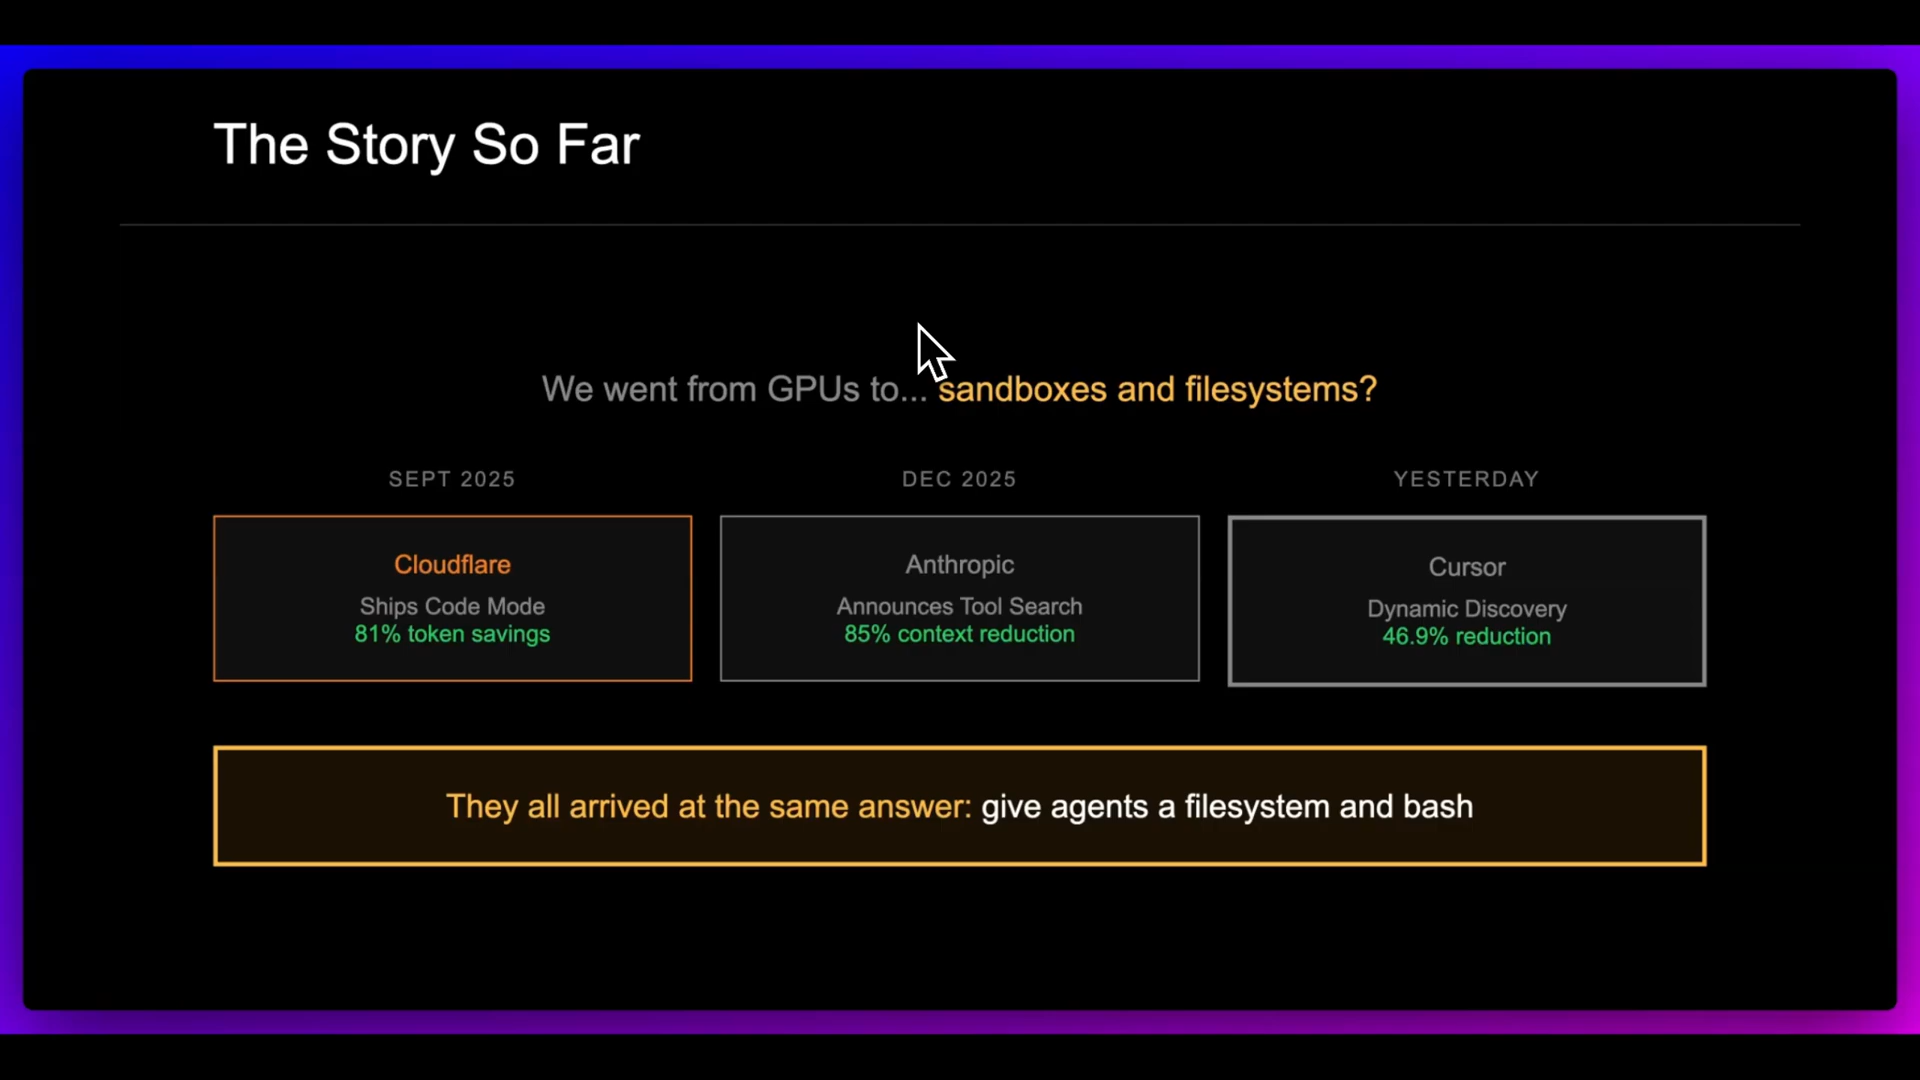 The Story So Far
We went from GPUs to... sandboxes and filesystems?
SEPT 2025
Cloudflare
Ships Code Mode
81% token savings
DEC 2025
Anthropic
Announces Tool Search
85% context reduction
YESTERDAY
Cursor
Dynamic Discovery
46.9% reduction
They all arrived at the same answer: give agents a filesystem and bash